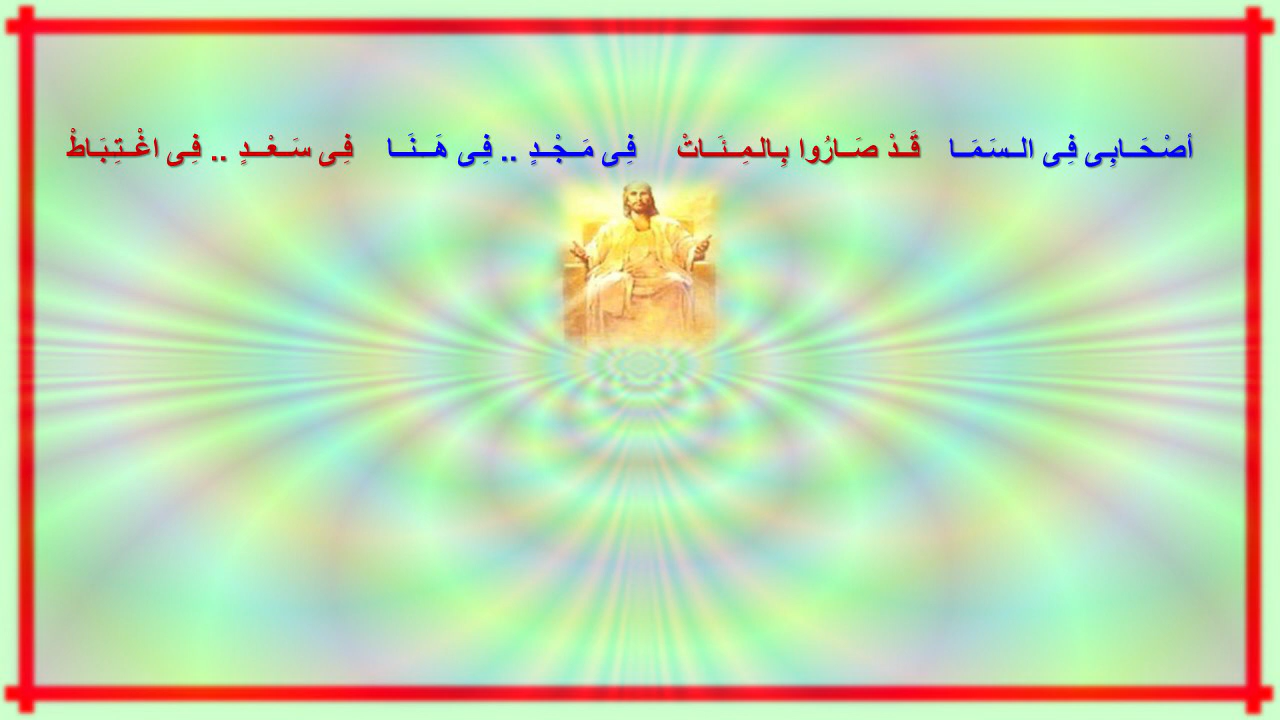 أصْحَابِى فِى السَمَا قَدْ صَارُوا بِالمِئَاتْ فِى مَجْدٍ .. فِى هَنَا فِى سَعْدٍ .. فِى اغْتِبَاطْ